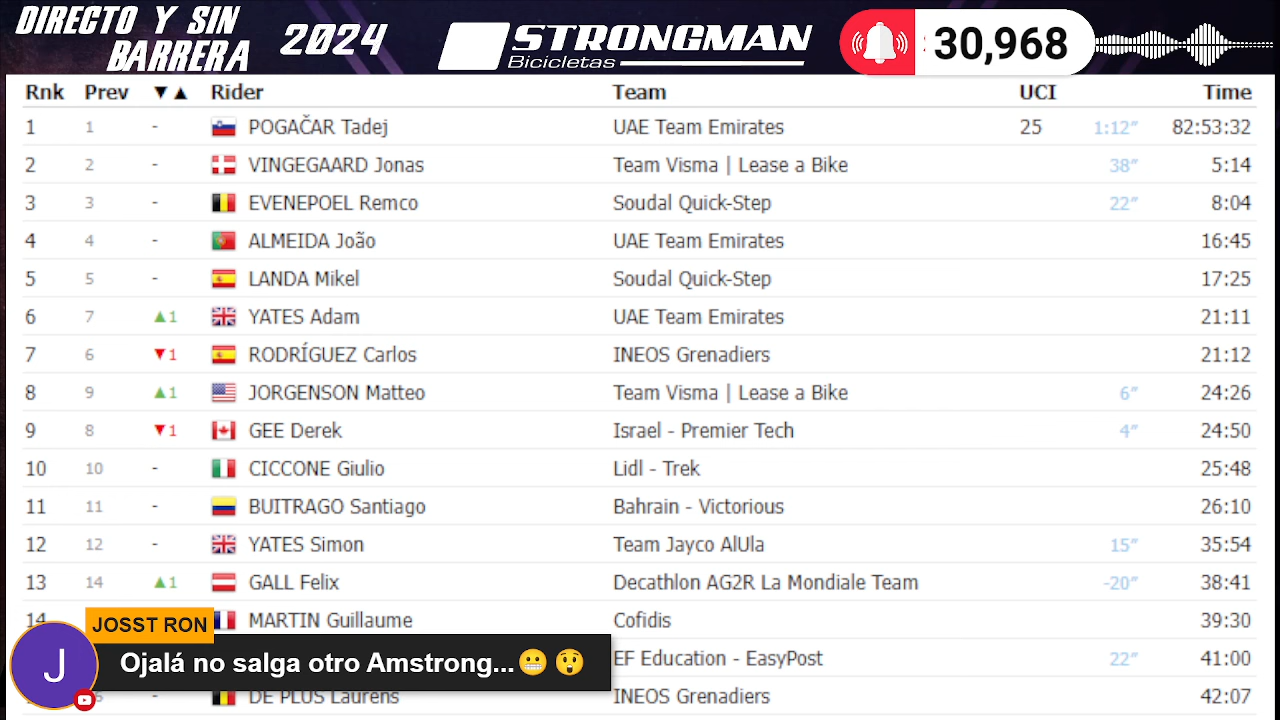 DIRECTO Y SIN BARRERA 2024
STRONGMAN
Bicicletas
30,968
Rnk Prev ▼▲ Rider Team UCI Time
1 1 - POGAČAR Tadej UAE Team Emirates 25 1:12″ 82:53:32
2 2 - VINGEGAARD Jonas Team Visma | Lease a Bike 38″ 5:14
3 3 - EVENEPOEL Remco Soudal Quick-Step 22″ 8:04
4 4 - ALMEIDA João UAE Team Emirates 16:45
5 5 - LANDA Mikel Soudal Quick-Step 17:25
6 7 ▲1 YATES Adam UAE Team Emirates 21:11
7 6 ▼1 RODRÍGUEZ Carlos INEOS Grenadiers 21:12
8 9 ▲1 JORGENSON Matteo Team Visma | Lease a Bike 6″ 24:26
9 8 ▼1 GEE Derek Israel - Premier Tech 4″ 24:50
10 10 - CICCONE Giulio Lidl - Trek 25:48
11 11 - BUITRAGO Santiago Bahrain - Victorious 26:10
12 12 - YATES Simon Team Jayco AlUla 15″ 35:54
13 14 ▲1 GALL Felix Decathlon AG2R La Mondiale Team -20″ 38:41
14 MARTIN Guillaume Cofidis 39:30
EF Education - EasyPost 22″ 41:00
- DE PLUS Laurens INEOS Grenadiers 42:07
JOSST RON
J
Ojalá no salga otro Amstrong...😬😲